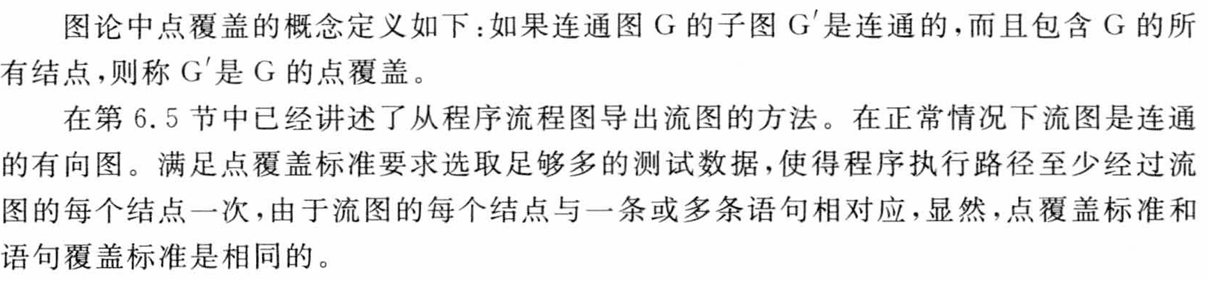 图论中点覆盖的概念定义如下:如果连通图 G 的子图 G′是连通的,而且包含 G 的所
有结点,则称 G′是 G 的点覆盖。
在第 6.5 节中已经讲述了从程序流程图导出流图的方法。在正常情况下流图是连通
的有向图。满足点覆盖标准要求选取足够多的测试数据,使得程序执行路径至少经过流
图的每个结点一次,由于流图的每个结点与一条或多条语句相对应,显然,点覆盖标准和
语句覆盖标准是相同的。